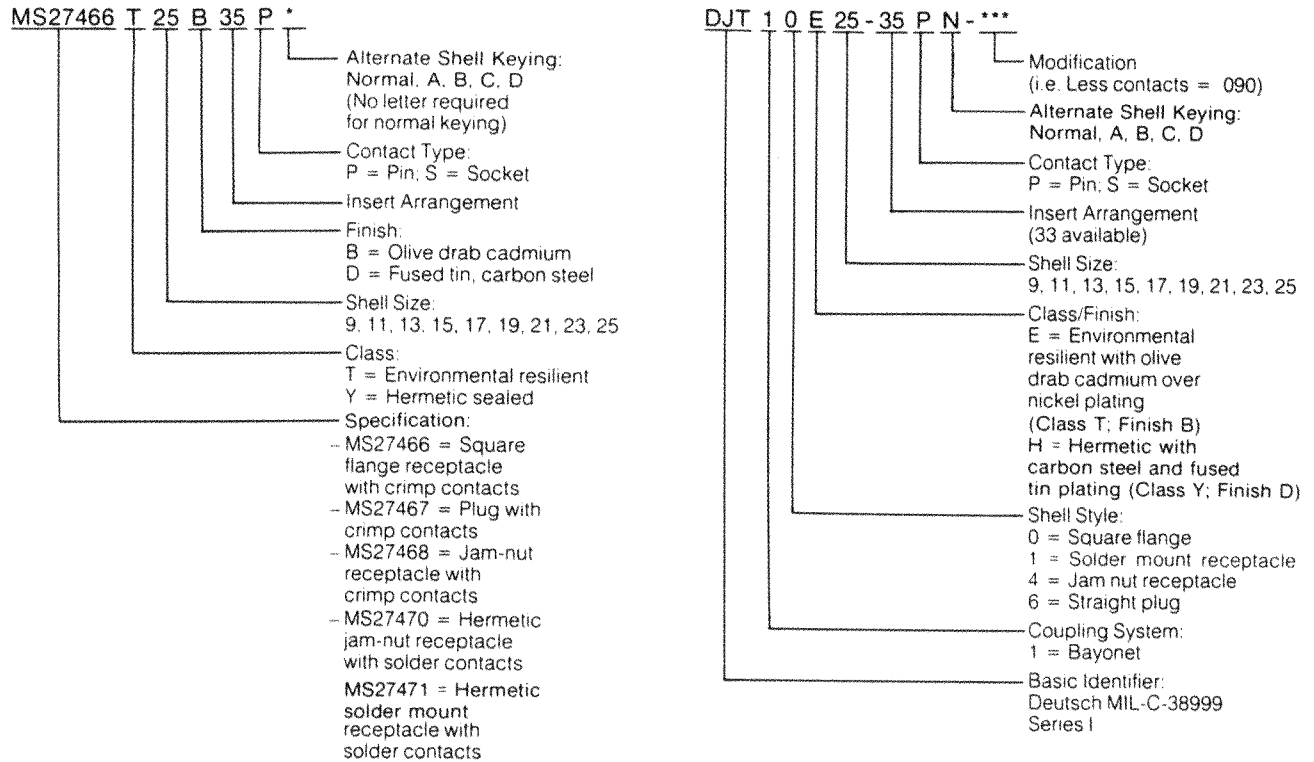 MS27466 T 25 B 35 P *
Alternate Shell Keying:
Normal, A, B, C, D
(No letter required
for normal keying)
Contact Type:
P = Pin; S = Socket
Insert Arrangement
Finish:
B = Olive drab cadmium
D = Fused tin, carbon steel
Shell Size:
9, 11, 13, 15, 17, 19, 21, 23, 25
Class:
T = Environmental resilient
Y = Hermetic sealed
Specification:
– MS27466 = Square
flange receptacle
with crimp contacts
– MS27467 = Plug with
crimp contacts
– MS27468 = Jam-nut
receptacle with
crimp contacts
– MS27470 = Hermetic
jam-nut receptacle
with solder contacts
MS27471 = Hermetic
solder mount
receptacle with
solder contacts
DJT 1 0 E 25 - 35 P N - ***
Modification
(i.e. Less contacts = 090)
Alternate Shell Keying:
Normal, A, B, C, D
Contact Type:
P = Pin; S = Socket
Insert Arrangement
(33 available)
Shell Size:
9, 11, 13, 15, 17, 19, 21, 23, 25
Class/Finish:
E = Environmental
resilient with olive
drab cadmium over
nickel plating
(Class T; Finish B)
H = Hermetic with
carbon steel and fused
tin plating (Class Y; Finish D)
Shell Style:
0 = Square flange
1 = Solder mount receptacle
4 = Jam nut receptacle
6 = Straight plug
Coupling System:
1 = Bayonet
Basic Identifier:
Deutsch MIL-C-38999
Series I